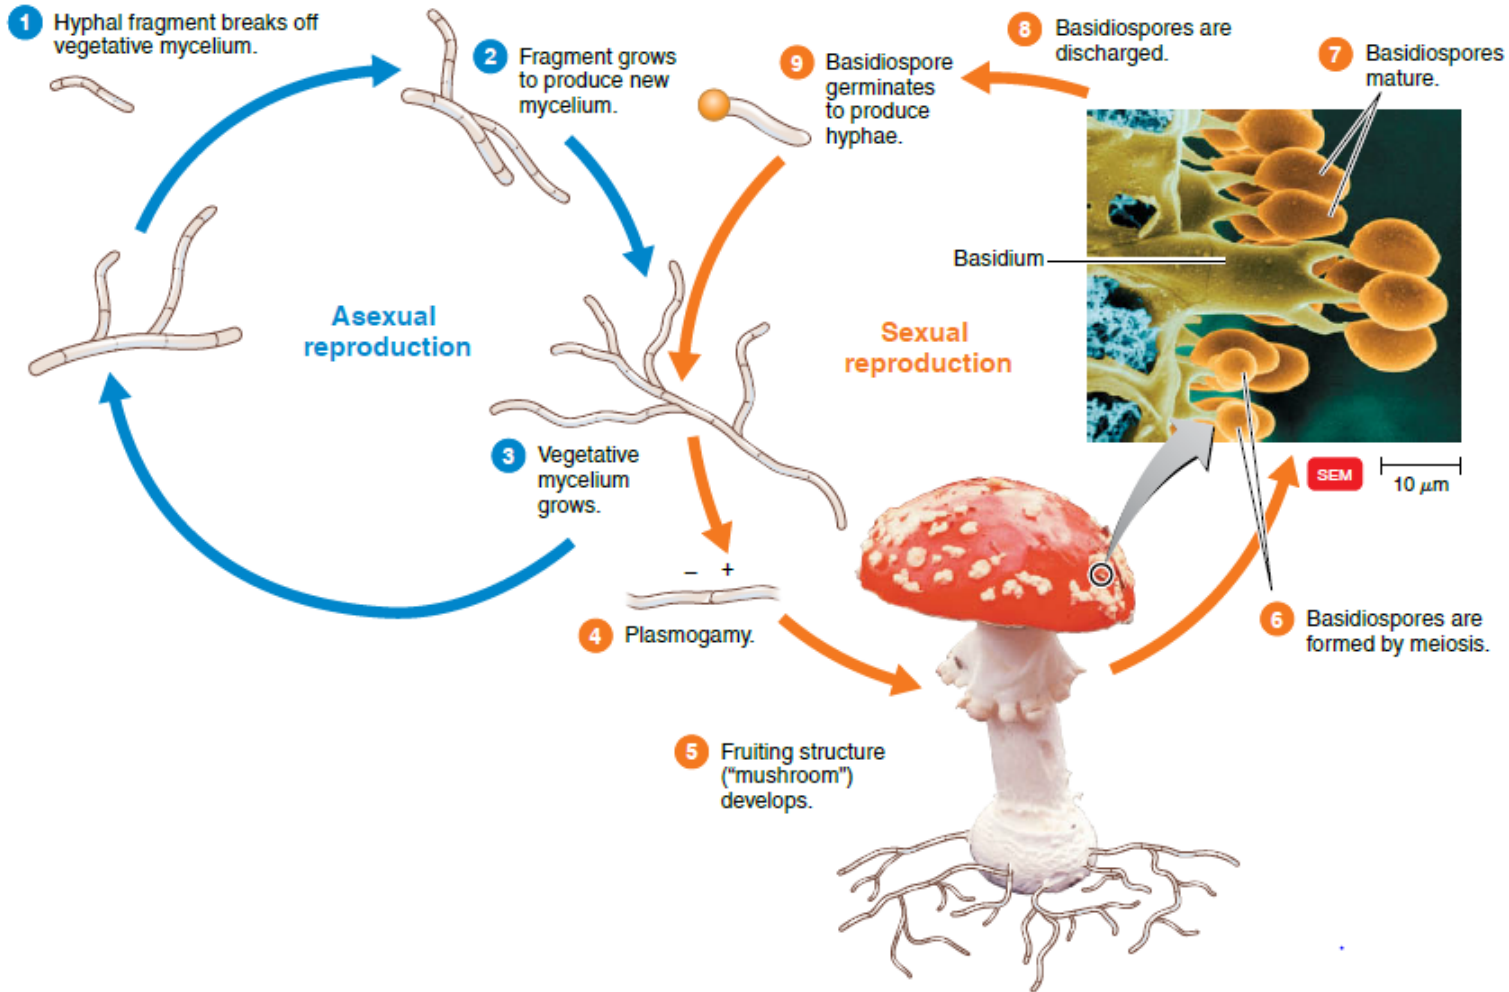 1 Hyphal fragment breaks off
vegetative mycelium.
2 Fragment grows
to produce new
mycelium.
9 Basidiospore
germinates
to produce
hyphae.
8 Basidiospores are
discharged.
7 Basidiospores
mature.
Basidium
Asexual
reproduction
Sexual
reproduction
3 Vegetative
mycelium
grows.
SEM
10 μm
– +
4 Plasmogamy.
6 Basidiospores are
formed by meiosis.
5 Fruiting structure
(“mushroom”)
develops.